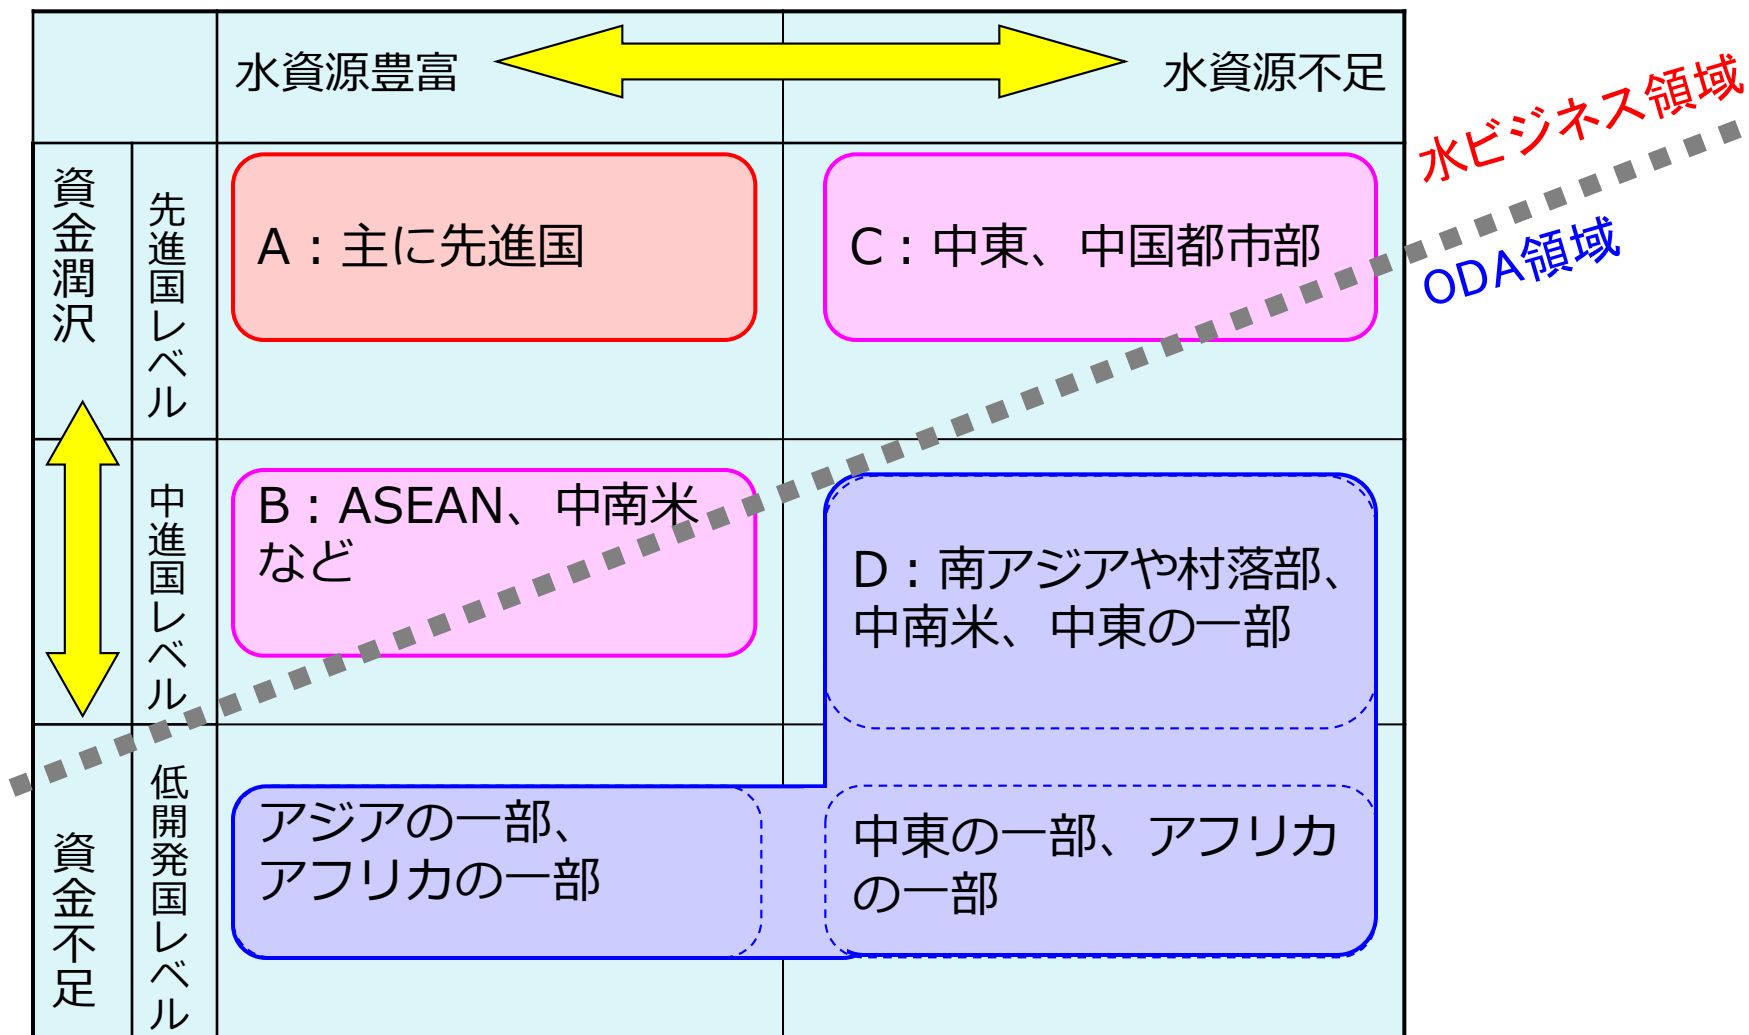 水資源豊富
水資源不足
水ビジネス領域
ODA領域
資金潤沢
先進国レベル
A：主に先進国
C：中東、中国都市部
中進国レベル
B：ASEAN、中南米
など
D：南アジアや村落部、
中南米、中東の一部
資金不足
低開発国レベル
アジアの一部、
アフリカの一部
中東の一部、アフリカ
の一部